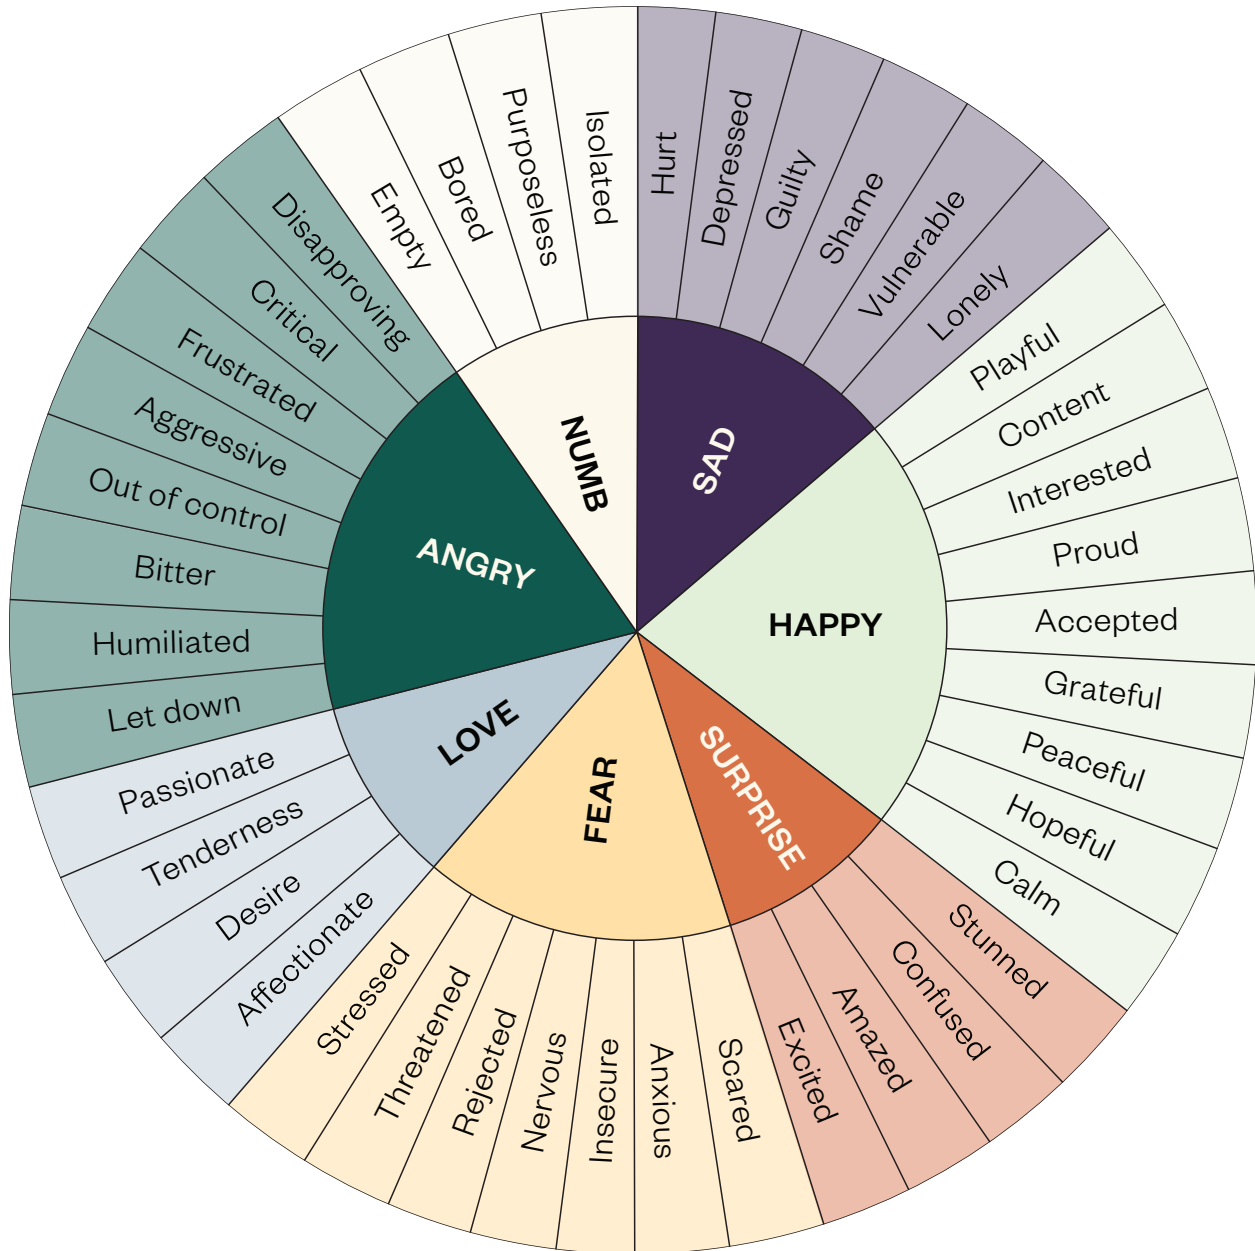 SAD
Hurt
Depressed
Guilty
Shame
Vulnerable
Lonely
HAPPY
Playful
Content
Interested
Proud
Accepted
Grateful
Peaceful
Hopeful
Calm
SURPRISE
Stunned
Confused
Amazed
Excited
FEAR
Scared
Anxious
Insecure
Nervous
Rejected
Threatened
Stressed
LOVE
Affectionate
Desire
Tenderness
Passionate
ANGRY
Let down
Humiliated
Bitter
Out of control
Aggressive
Frustrated
Critical
Disapproving
NUMB
Empty
Bored
Purposeless
Isolated